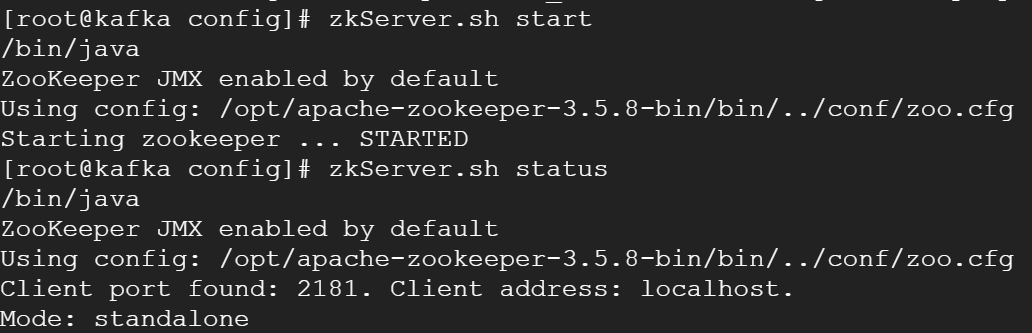 [root@kafka config]# zkServer.sh start
/bin/java
ZooKeeper JMX enabled by default
Using config: /opt/apache-zookeeper-3.5.8-bin/bin/../conf/zoo.cfg
Starting zookeeper ... STARTED
[root@kafka config]# zkServer.sh status
/bin/java
ZooKeeper JMX enabled by default
Using config: /opt/apache-zookeeper-3.5.8-bin/bin/../conf/zoo.cfg
Client port found: 2181. Client address: localhost.
Mode: standalone